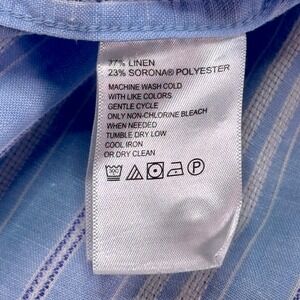 77% LINEN
23% SORONA® POLYESTER
MACHINE WASH COLD
WITH LIKE COLORS
GENTLE CYCLE
ONLY NON-CHLORINE BLEACH
WHEN NEEDED
TUMBLE DRY LOW
COOL IRON
OR DRY CLEAN
P